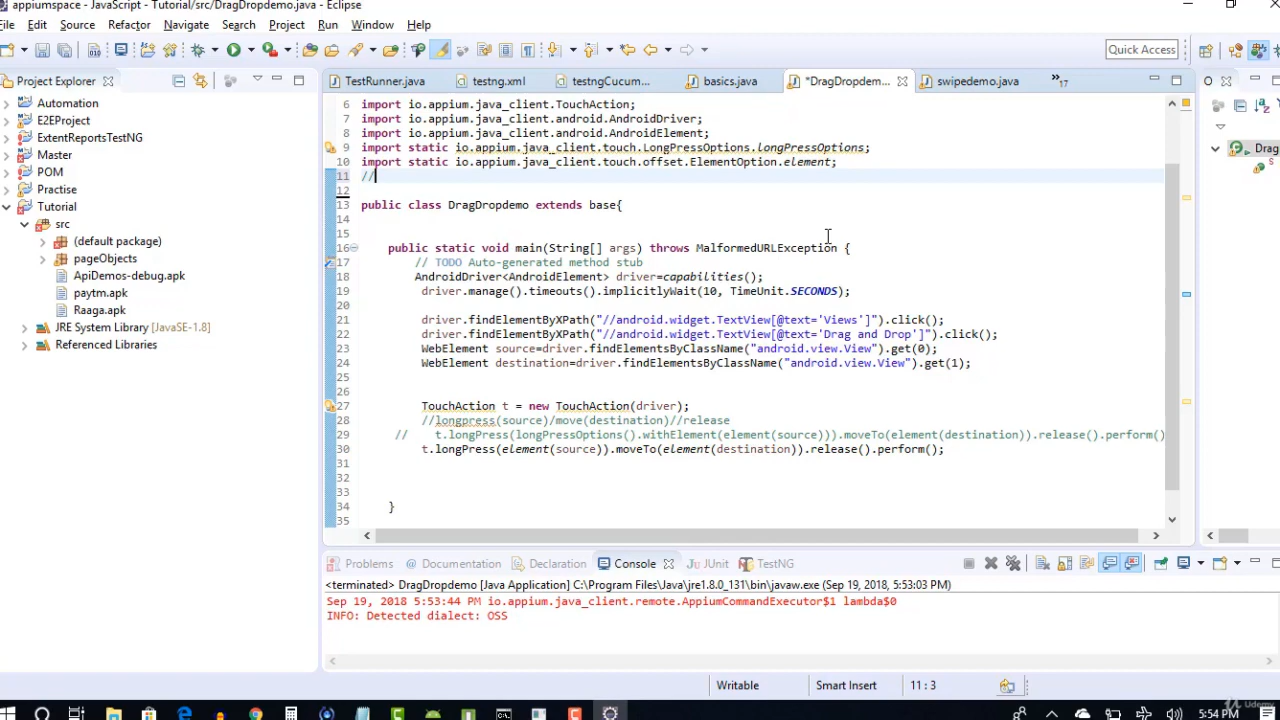 appiumspace - JavaScript - Tutorial/src/DragDropdemo.java - Eclipse
File Edit Source Refactor Navigate Search Project Run Window Help
Quick Access
Project Explorer
TestRunner.java testng.xml testngCucum... basics.java *DragDropdem... swipedemo.java »17
Automation
E2EProject
ExtentReportsTestNG
Master
POM
Practise
Tutorial
src
(default package)
pageObjects
ApiDemos-debug.apk
paytm.apk
Raaga.apk
JRE System Library [JavaSE-1.8]
Referenced Libraries
6 import io.appium.java_client.TouchAction;
7 import io.appium.java_client.android.AndroidDriver;
8 import io.appium.java_client.android.AndroidElement;
9 import static io.appium.java_client.touch.LongPressOptions.longPressOptions;
10 import static io.appium.java_client.touch.offset.ElementOption.element;
11 //
12
13 public class DragDropdemo extends base{
14
15
16 public static void main(String[] args) throws MalformedURLException {
17 // TODO Auto-generated method stub
18 AndroidDriver<AndroidElement> driver=capabilities();
19 driver.manage().timeouts().implicitlyWait(10, TimeUnit.SECONDS);
20
21 driver.findElementByXPath("//android.widget.TextView[@text='Views']").click();
22 driver.findElementByXPath("//android.widget.TextView[@text='Drag and Drop']").click();
23 WebElement source=driver.findElementsByClassName("android.view.View").get(0);
24 WebElement destination=driver.findElementsByClassName("android.view.View").get(1);
25
26
27 TouchAction t = new TouchAction(driver);
28 //longpress(source)/move(destination)//release
29 // t.longPress(longPressOptions().withElement(element(source))).moveTo(element(destination)).release().perform()
30 t.longPress(element(source)).moveTo(element(destination)).release().perform();
31
32
33
34 }
35
Drag
S
Problems Documentation Declaration Console JUnit TestNG
<terminated> DragDropdemo [Java Application] C:\Program Files\Java\jre1.8.0_131\bin\javaw.exe (Sep 19, 2018, 5:53:03 PM)
Sep 19, 2018 5:53:44 PM io.appium.java_client.remote.AppiumCommandExecutor$1 lambda$0
INFO: Detected dialect: OSS
Writable Smart Insert 11 : 3
Udemy
5:54 PM